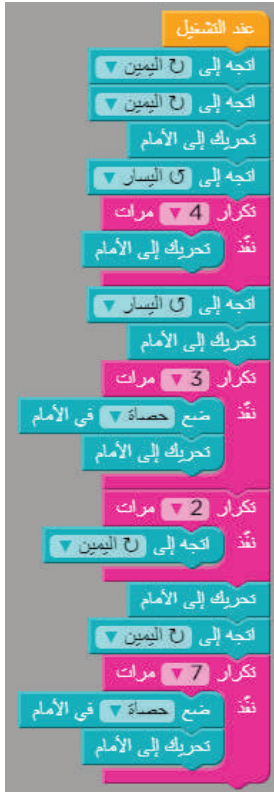 عند التشغيل
اتجه إلى ↻ اليمين ▼
اتجه إلى ↻ اليمين ▼
تحريك إلى الأمام
اتجه إلى ↺ اليسار ▼
تكرار 4 ▼ مرات
نفّذ تحريك إلى الأمام
اتجه إلى ↺ اليسار ▼
تحريك إلى الأمام
تكرار 3 ▼ مرات
نفّذ ضع حصاة ▼ في الأمام
تحريك إلى الأمام
تكرار 2 ▼ مرات
نفّذ اتجه إلى ↻ اليمين ▼
تحريك إلى الأمام
اتجه إلى ↻ اليمين ▼
تكرار 7 ▼ مرات
نفّذ ضع حصاة ▼ في الأمام
تحريك إلى الأمام